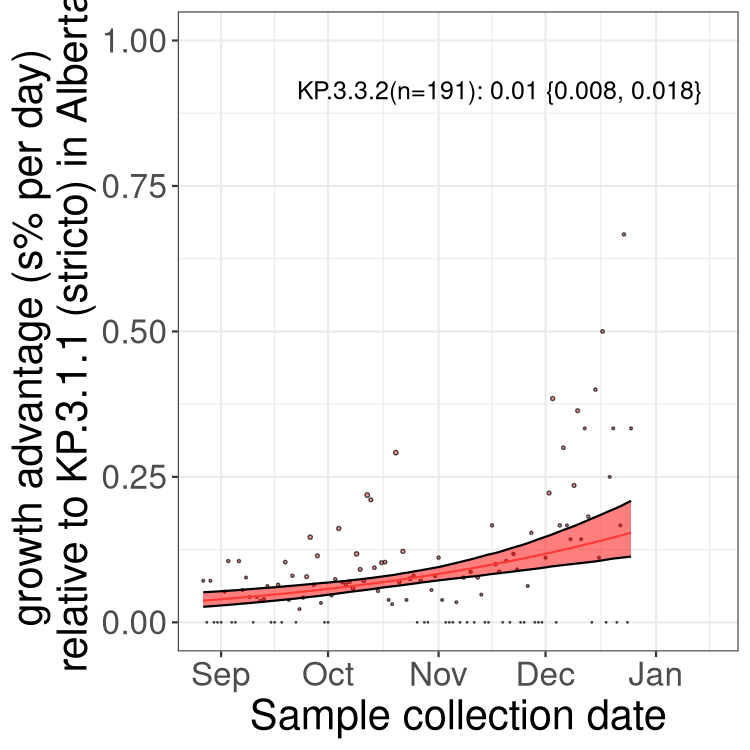 growth advantage (s% per day)
relative to KP.3.1.1 (stricto) in Alberta
1.00
0.75
0.50
0.25
0.00
KP.3.3.2(n=191): 0.01 {0.008, 0.018}
Sep Oct Nov Dec Jan
Sample collection date